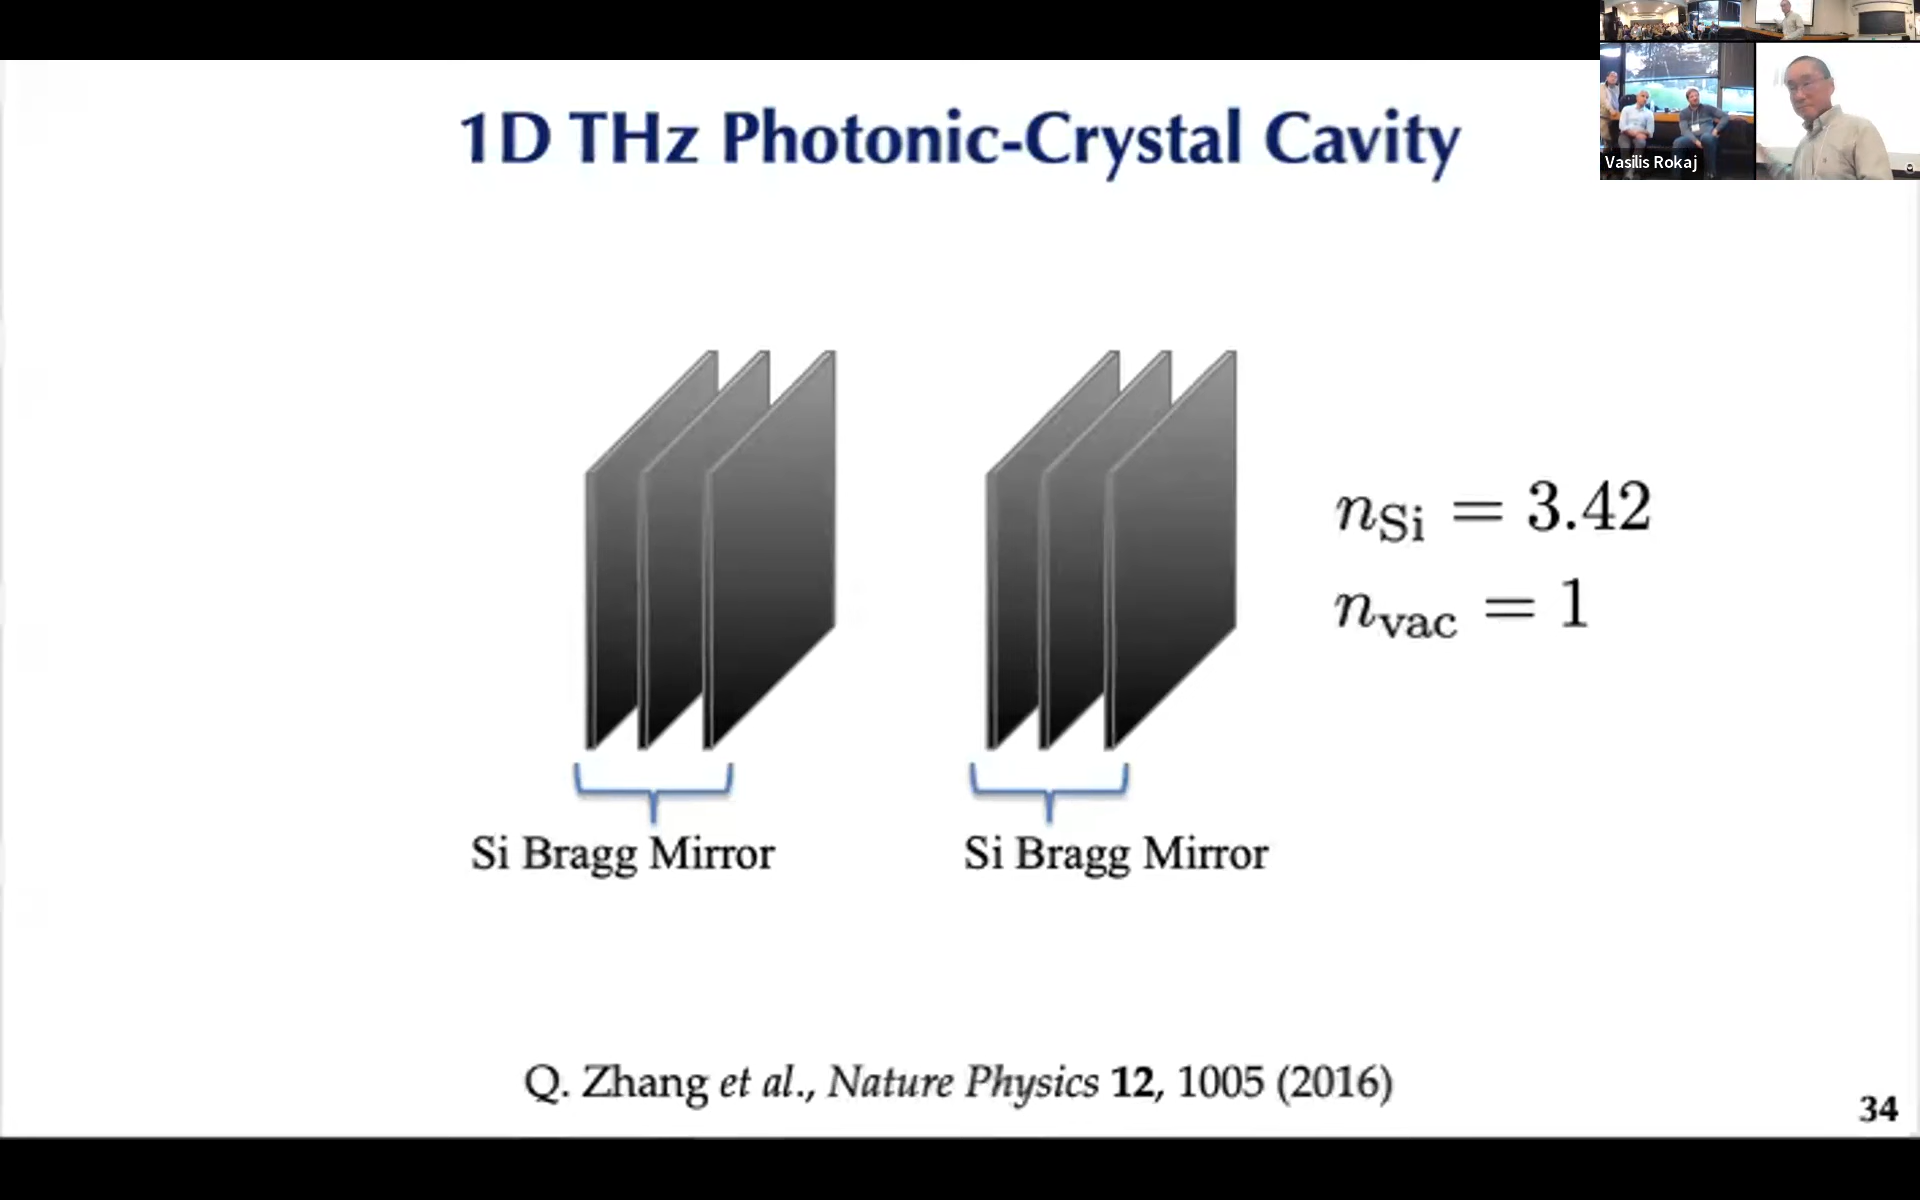 1D THz Photonic-Crystal Cavity
Vasilis Rokaj
n_Si = 3.42
n_vac = 1
Si Bragg Mirror
Si Bragg Mirror
Q. Zhang et al., Nature Physics 12, 1005 (2016)
34